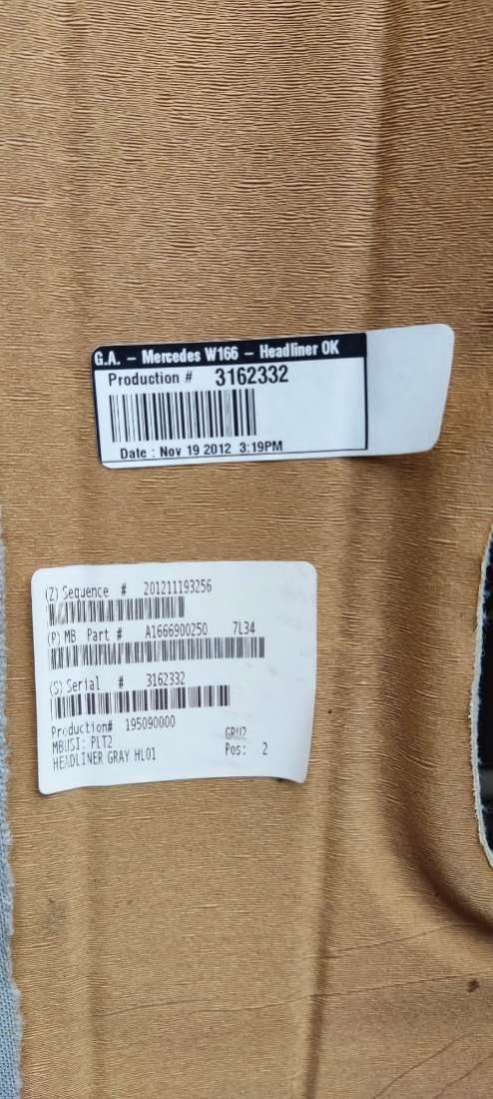 G.A. - Mercedes W166 - Headliner OK
Production # 3162332
Date : Nov 19 2012 3:19PM
(Z) Sequence # 201211193256
(P) MB Part # A1666900250 7L34
(S) Serial # 3162332
Production# 195090000
MBUSI: PLT2 GRU2
HEADLINER GRAY HL01 Pos: 2